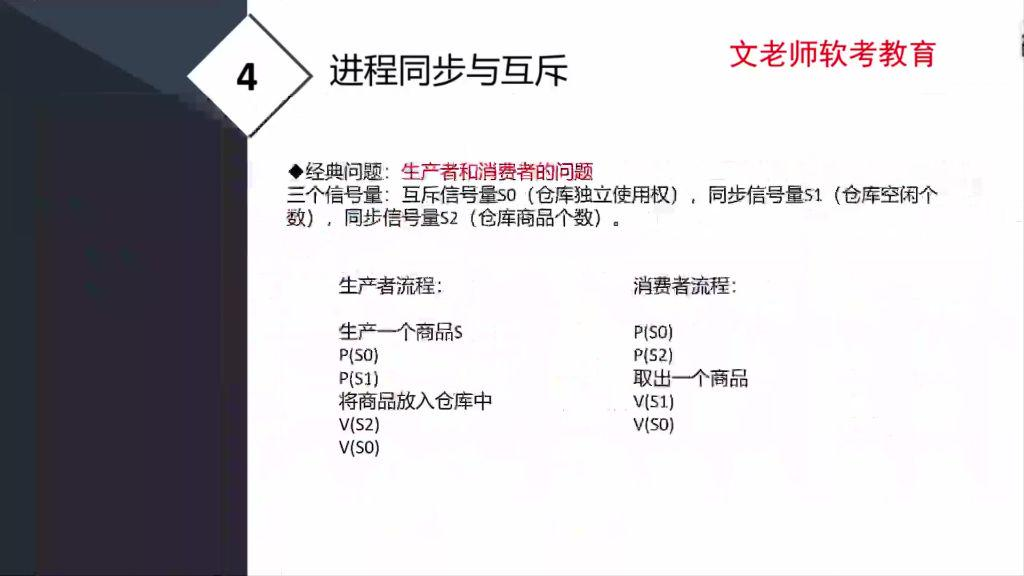 4
进程同步与互斥
文老师软考教育
◆经典问题：生产者和消费者的问题
三个信号量：互斥信号量S0（仓库独立使用权），同步信号量S1（仓库空闲个
数），同步信号量S2（仓库商品个数）。
生产者流程：
生产一个商品S
P(S0)
P(S1)
将商品放入仓库中
V(S2)
V(S0)
消费者流程：
P(S0)
P(S2)
取出一个商品
V(S1)
V(S0)